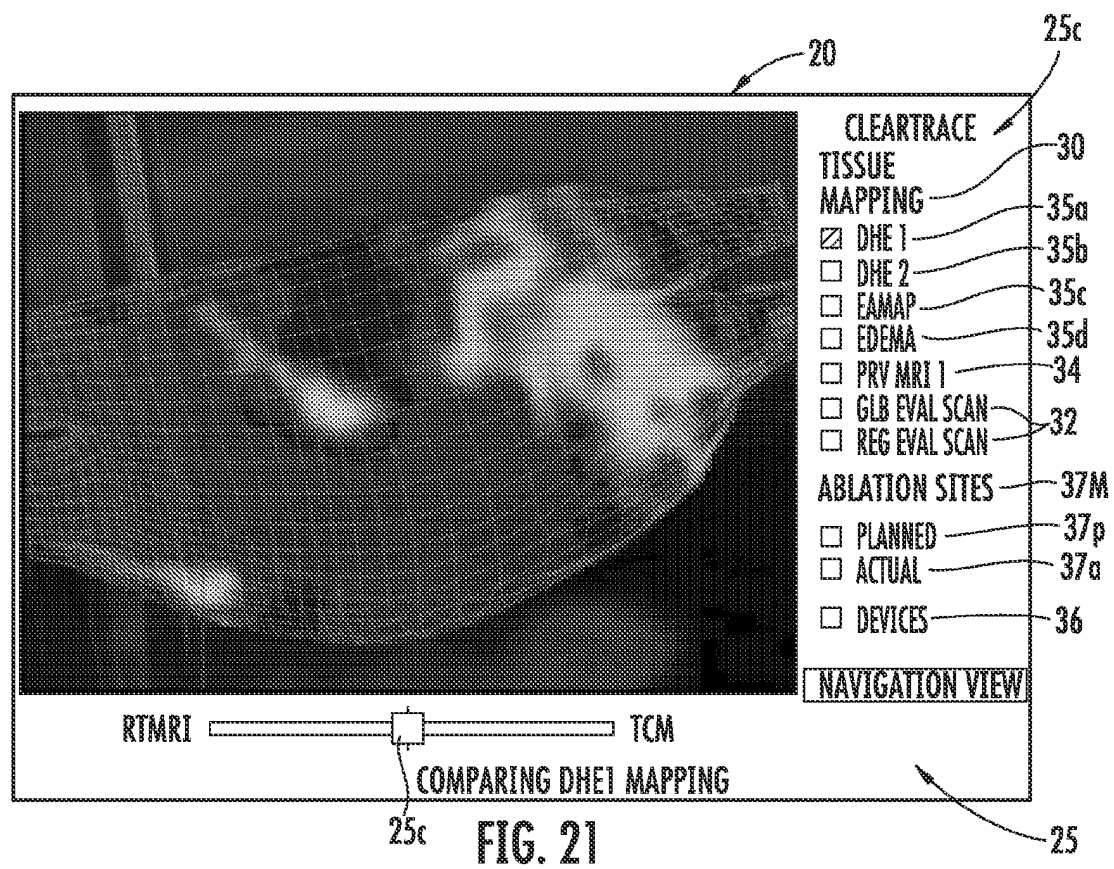 25c
20
CLEARTRACE
TISSUE
MAPPING 30
DHE 1 35a
DHE 2 35b
EAMAP 35c
EDEMA 35d
PRV MRI 1 34
GLB EVAL SCAN
REG EVAL SCAN 32
ABLATION SITES 37M
PLANNED 37p
ACTUAL 37a
DEVICES 36
NAVIGATION VIEW
RTMRI TCM
COMPARING DHE1 MAPPING
25c
25
FIG. 21